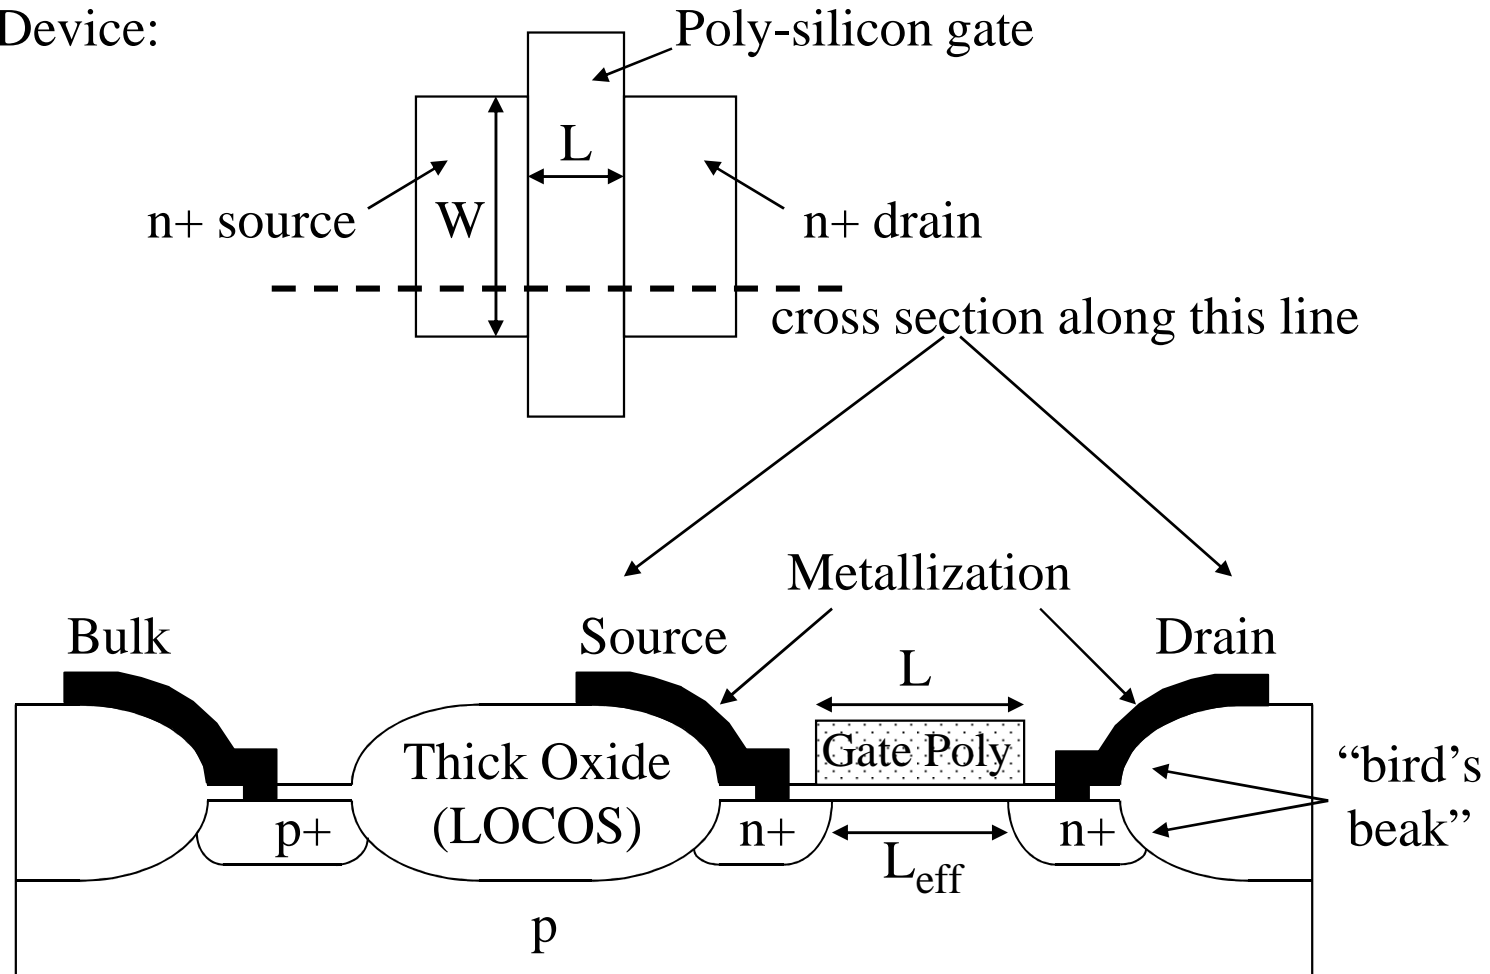 Device:
Poly-silicon gate
L
n+ source
W
n+ drain
cross section along this line
Metallization
Bulk
Source
Drain
L
Gate Poly
Thick Oxide
(LOCOS)
“bird’s
beak”
p+
n+
n+
Leff
p